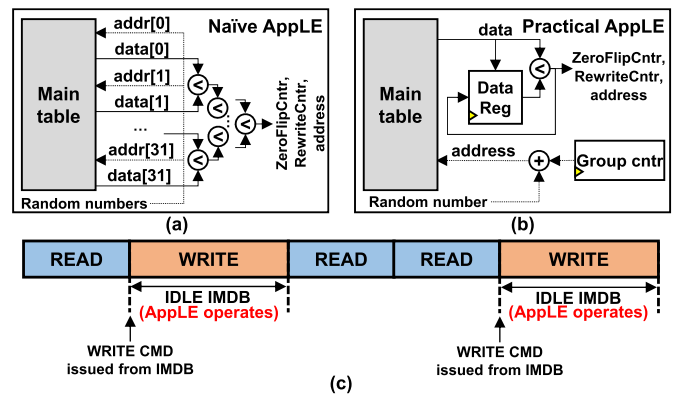 Naïve AppLE
addr[0]
data[0]
addr[1]
data[1]
...
addr[31]
data[31]
Main
table
<
<
<
<
<
ZeroFlipCntr,
RewriteCntr,
address
Random numbers
(a)
Practical AppLE
data
Main
table
Data
Reg
<
ZeroFlipCntr,
RewriteCntr,
address
address
+
Group cntr
Random number
(b)
READ
WRITE
READ
READ
WRITE
IDLE IMDB
(AppLE operates)
IDLE IMDB
(AppLE operates)
WRITE CMD
issued from IMDB
WRITE CMD
issued from IMDB
(c)